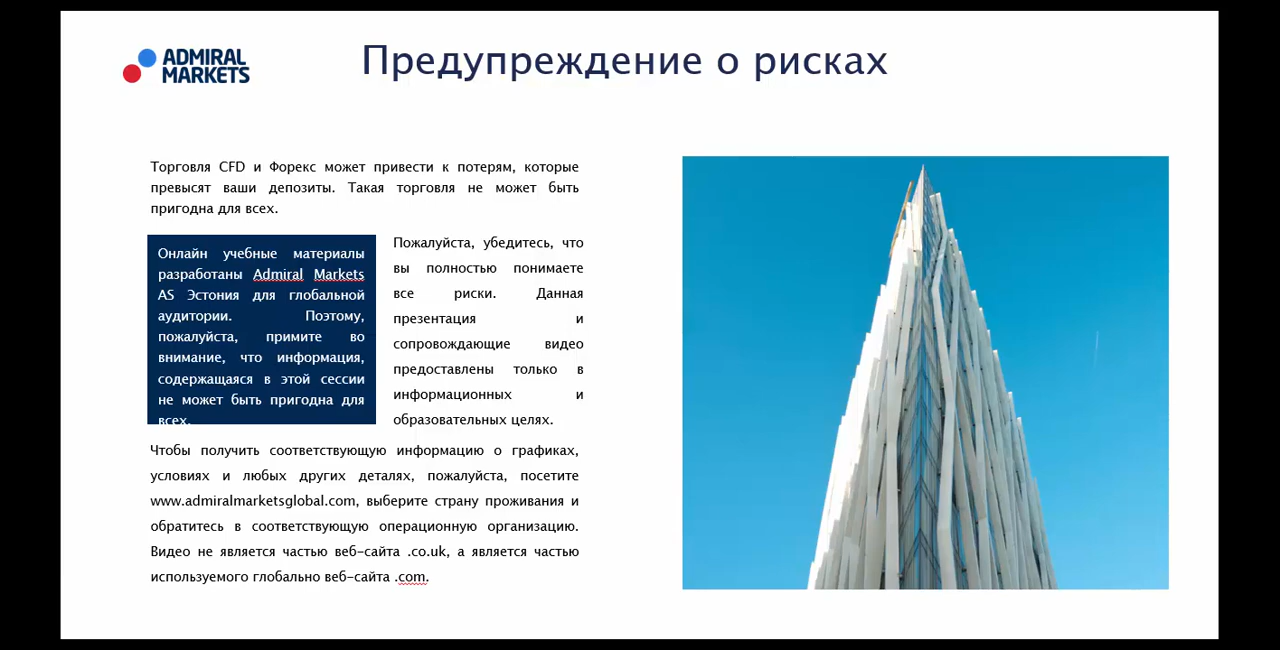 ADMIRAL
MARKETS
Предупреждение о рисках
Торговля CFD и Форекс может привести к потерям, которые
превысят ваши депозиты. Такая торговля не может быть
пригодна для всех.
Онлайн учебные материалы
разработаны Admiral Markets
AS Эстония для глобальной
аудитории. Поэтому,
пожалуйста, примите во
внимание, что информация,
содержащаяся в этой сессии
не может быть пригодна для
всех.
Пожалуйста, убедитесь, что
вы полностью понимаете
все риски. Данная
презентация и
сопровождающие видео
предоставлены только в
информационных и
образовательных целях.
Чтобы получить соответствующую информацию о графиках,
условиях и любых других деталях, пожалуйста, посетите
www.admiralmarketsglobal.com, выберите страну проживания и
обратитесь в соответствующую операционную организацию.
Видео не является частью веб-сайта .co.uk, а является частью
используемого глобально веб-сайта .com.